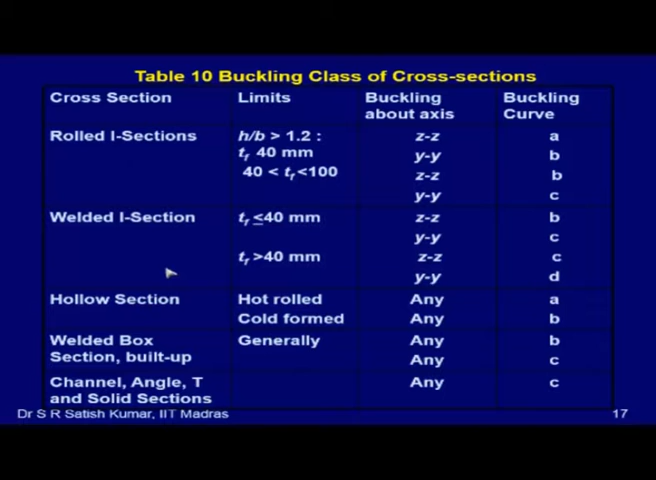 Table 10 Buckling Class of Cross-sections
Cross Section Limits Buckling about axis Buckling Curve
Rolled I-Sections h/b > 1.2 : z-z a
tf 40 mm y-y b
40 < tf <100 z-z b
y-y c
Welded I-Section tf ≤40 mm z-z b
y-y c
tf >40 mm z-z c
y-y d
Hollow Section Hot rolled Any a
Cold formed Any b
Welded Box Generally Any b
Section, built-up Any c
Channel, Angle, T Any c
and Solid Sections
Dr S R Satish Kumar, IIT Madras 17